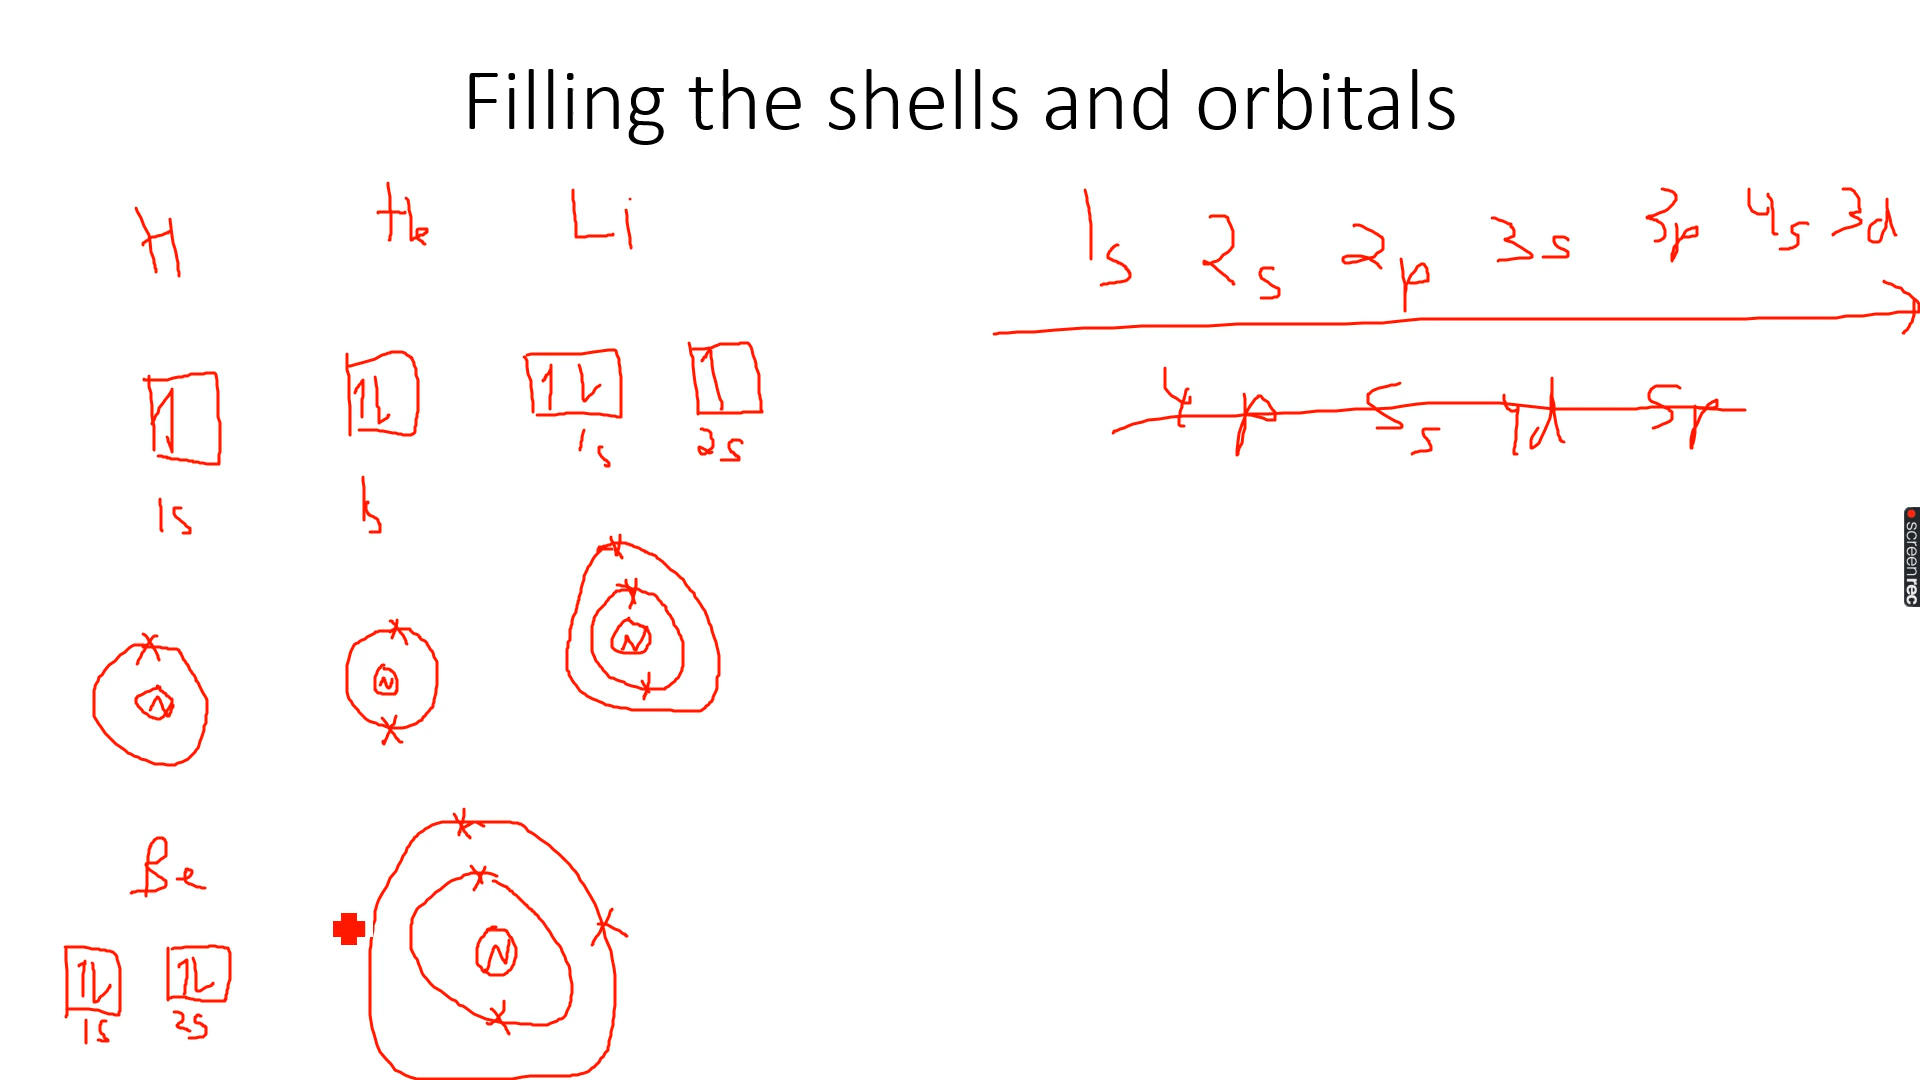 Filling the shells and orbitals
H He Li
1s 2s 2p 3s 3p 4s 3d
4p 5s 4d 5p
1s 1s 1s 2s
N N N
Be
N
1s 2s
screenrec